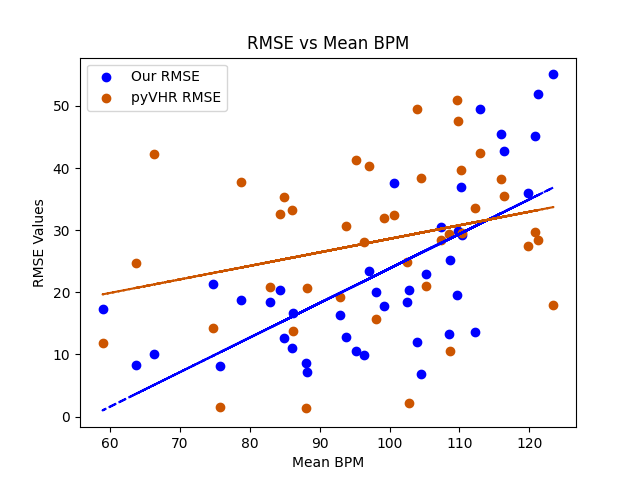 RMSE vs Mean BPM
Our RMSE
pyVHR RMSE
50
40
30
20
10
0
RMSE Values
60 70 80 90 100 110 120
Mean BPM